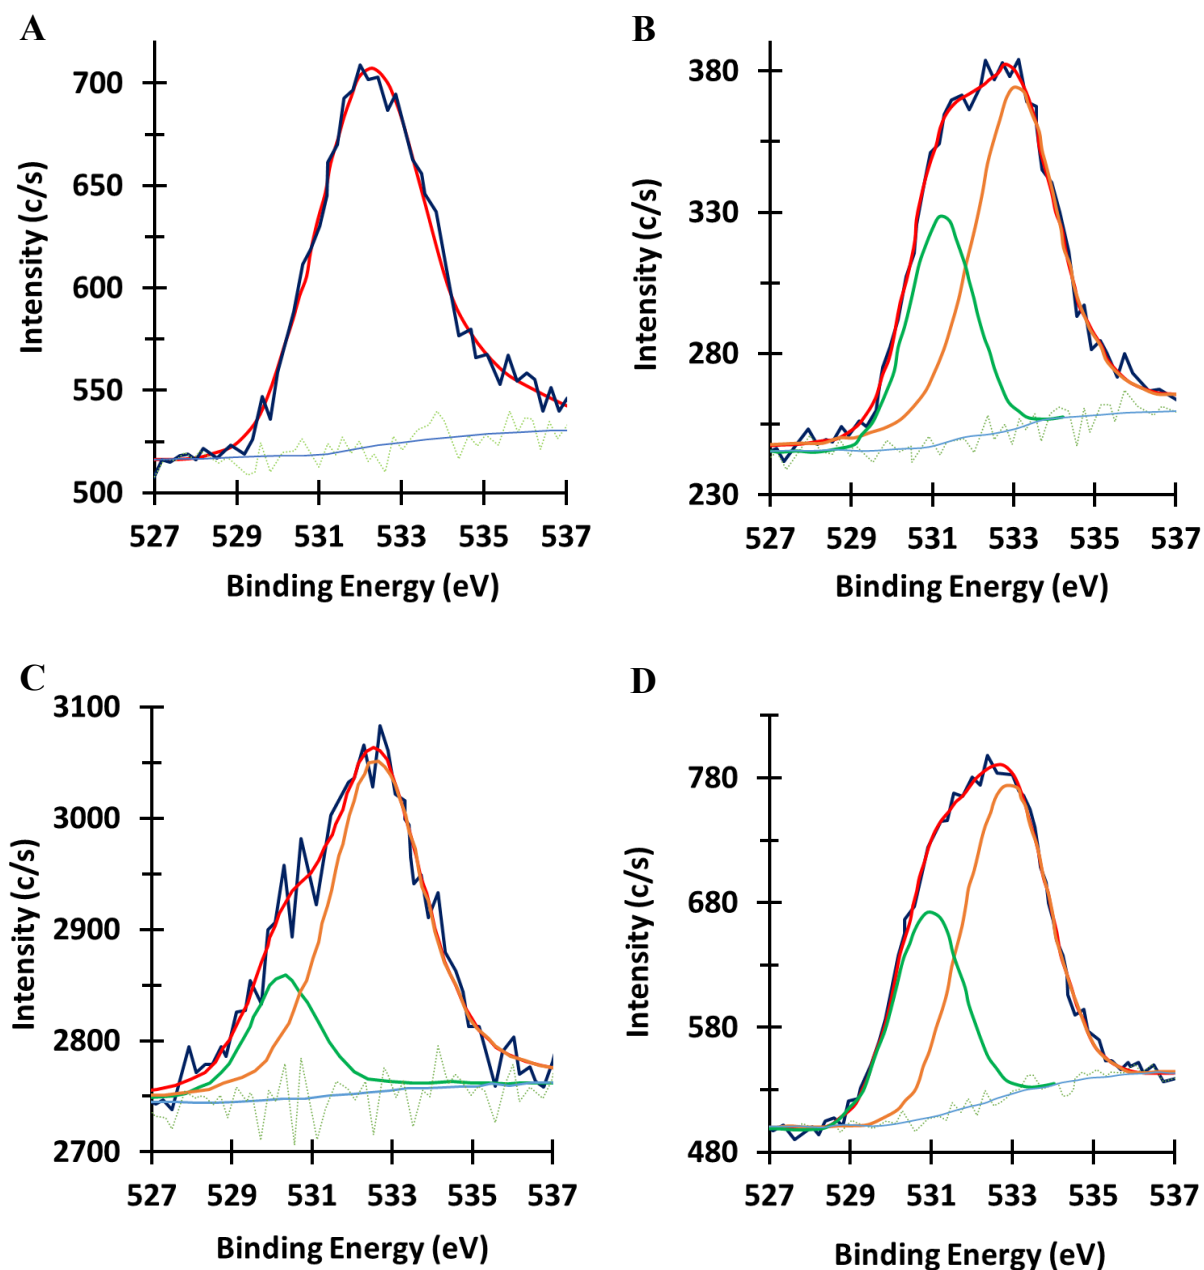 A
B
700
650
600
550
500
Intensity (c/s)
527 529 531 533 535 537
Binding Energy (eV)
380
330
280
230
Intensity (c/s)
527 529 531 533 535 537
Binding Energy (eV)
C
D
3100
3000
2900
2800
2700
Intensity (c/s)
527 529 531 533 535 537
Binding Energy (eV)
780
680
580
480
Intensity (c/s)
527 529 531 533 535 537
Binding Energy (eV)